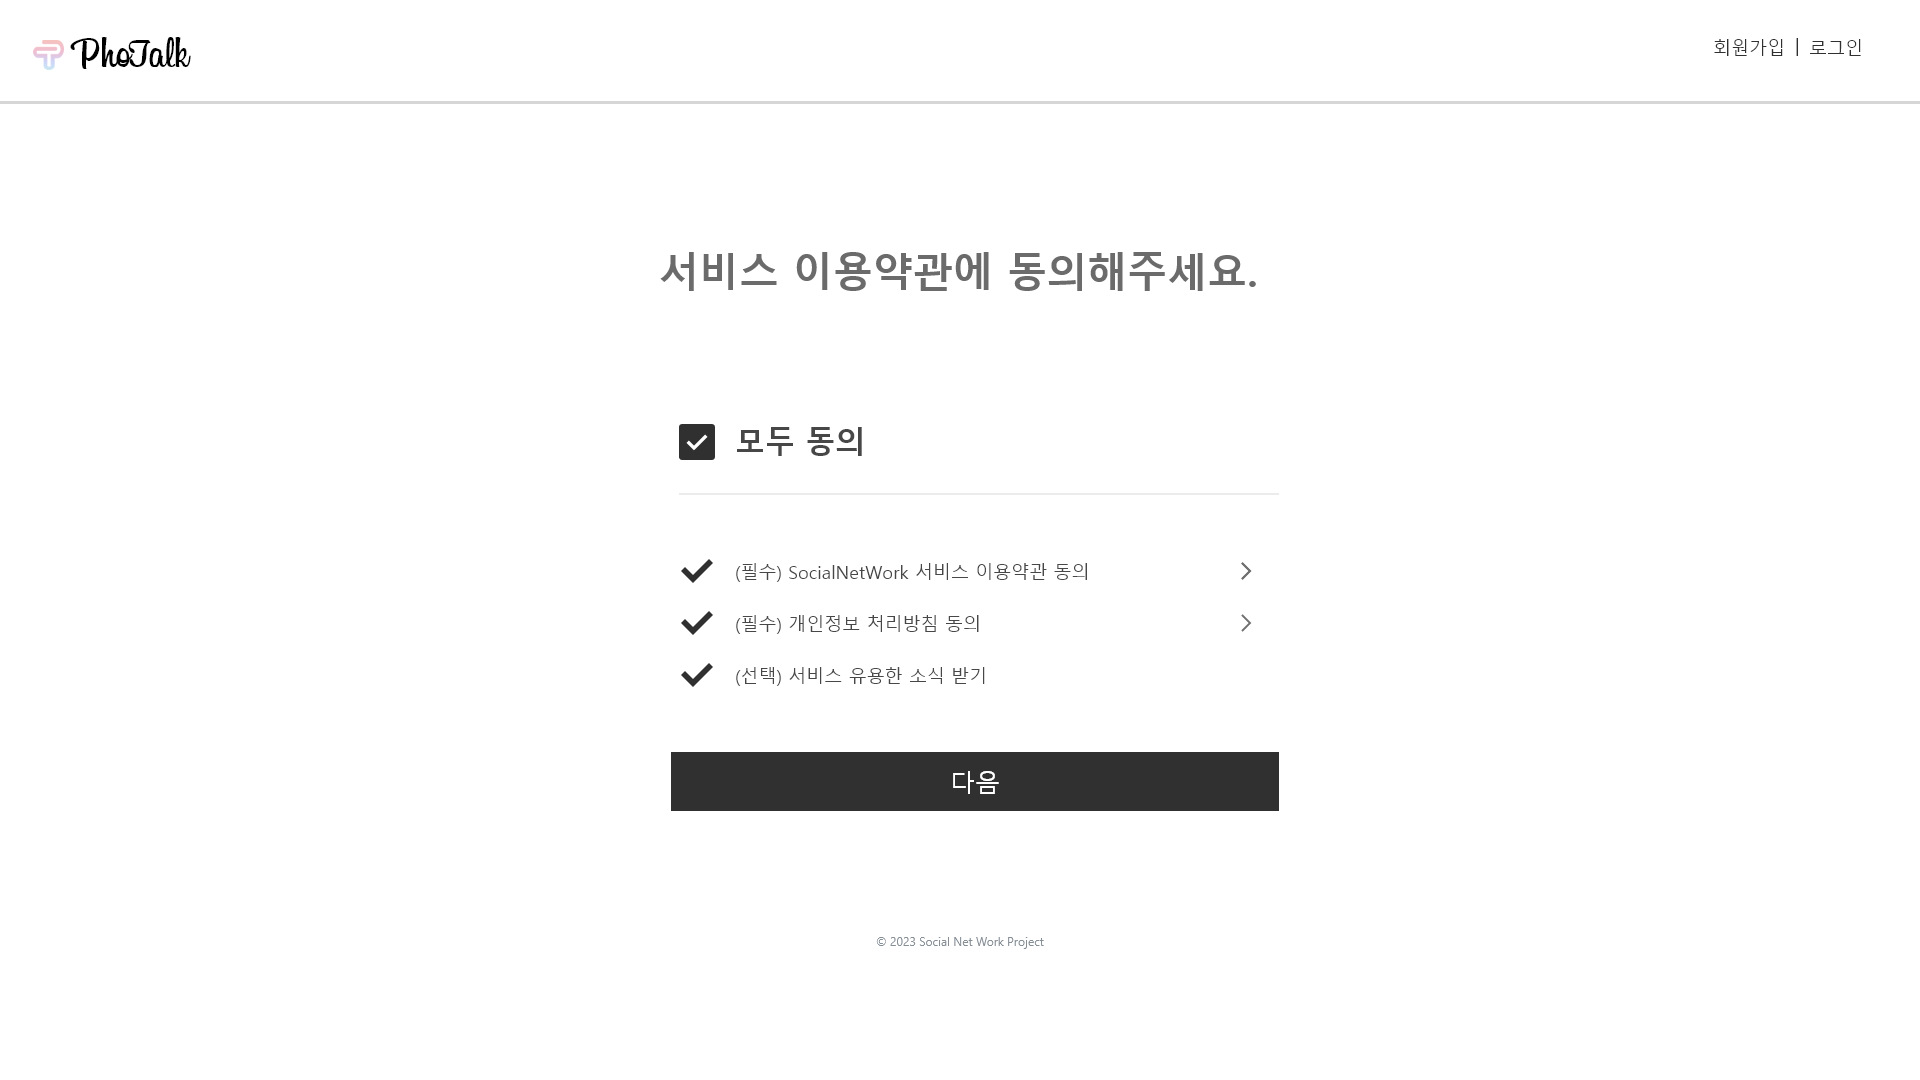 PhoTalk
회원가입 | 로그인
서비스 이용약관에 동의해주세요.
모두 동의
(필수) SocialNetWork 서비스 이용약관 동의
(필수) 개인정보 처리방침 동의
(선택) 서비스 유용한 소식 받기
다음
© 2023 Social Net Work Project